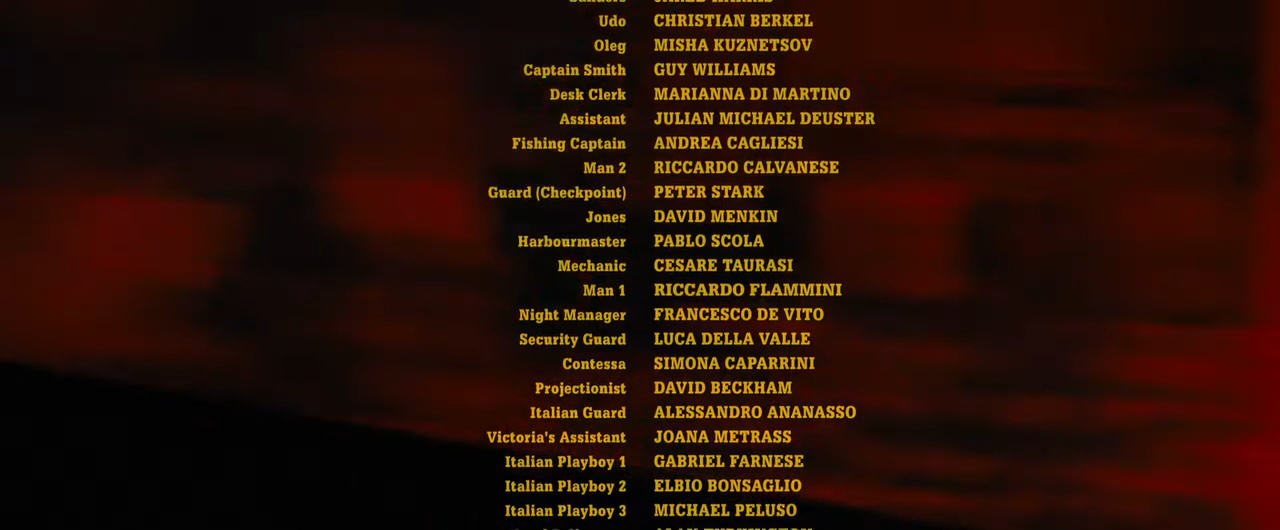 Udo CHRISTIAN BERKEL
Oleg MISHA KUZNETSOV
Captain Smith GUY WILLIAMS
Desk Clerk MARIANNA DI MARTINO
Assistant JULIAN MICHAEL DEUSTER
Fishing Captain ANDREA CAGLIESI
Man 2 RICCARDO CALVANESE
Guard (Checkpoint) PETER STARK
Jones DAVID MENKIN
Harbourmaster PABLO SCOLA
Mechanic CESARE TAURASI
Man 1 RICCARDO FLAMMINI
Night Manager FRANCESCO DE VITO
Security Guard LUCA DELLA VALLE
Contessa SIMONA CAPARRINI
Projectionist DAVID BECKHAM
Italian Guard ALESSANDRO ANANASSO
Victoria's Assistant JOANA METRASS
Italian Playboy 1 GABRIEL FARNESE
Italian Playboy 2 ELBIO BONSAGLIO
Italian Playboy 3 MICHAEL PELUSO